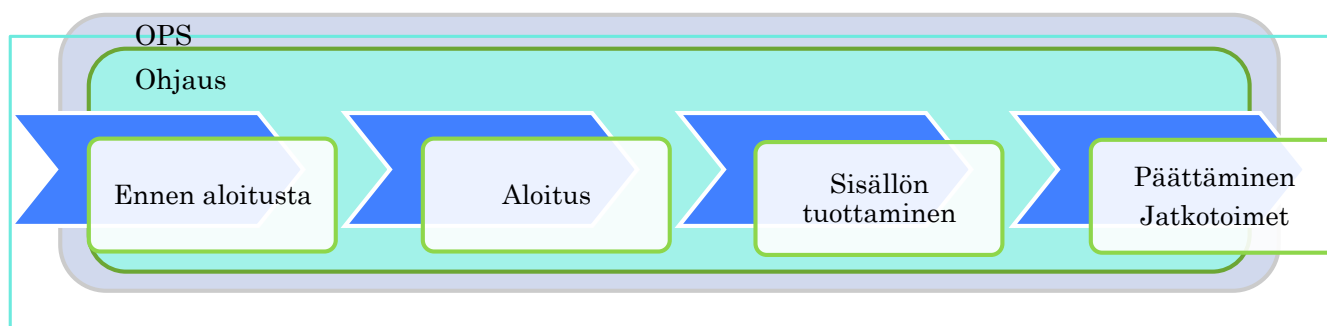 OPS
Ohjaus
Ennen aloitusta
Aloitus
Sisällön
tuottaminen
Päättäminen
Jatkotoimet